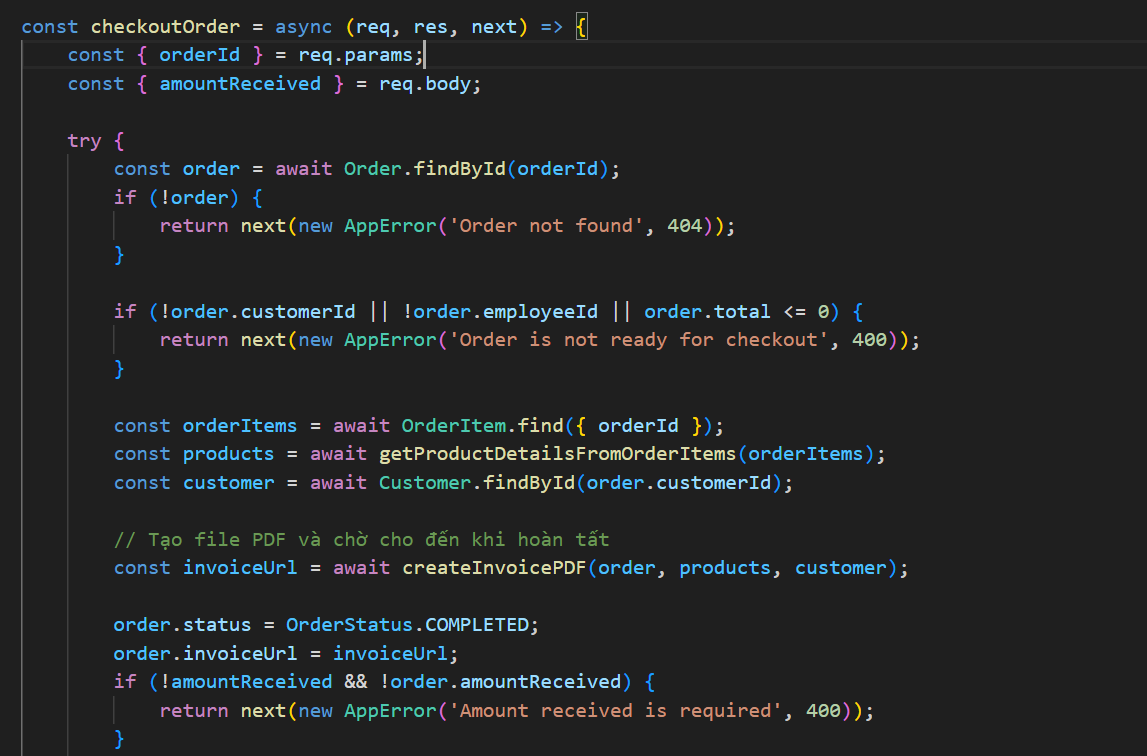 const checkoutOrder = async (req, res, next) => {
const { orderId } = req.params;
const { amountReceived } = req.body;
try {
const order = await Order.findById(orderId);
if (!order) {
return next(new AppError('Order not found', 404));
}
if (!order.customerId || !order.employeeId || order.total <= 0) {
return next(new AppError('Order is not ready for checkout', 400));
}
const orderItems = await OrderItem.find({ orderId });
const products = await getProductDetailsFromOrderItems(orderItems);
const customer = await Customer.findById(order.customerId);
// Tạo file PDF và chờ cho đến khi hoàn tất
const invoiceUrl = await createInvoicePDF(order, products, customer);
order.status = OrderStatus.COMPLETED;
order.invoiceUrl = invoiceUrl;
if (!amountReceived && !order.amountReceived) {
return next(new AppError('Amount received is required', 400));
}